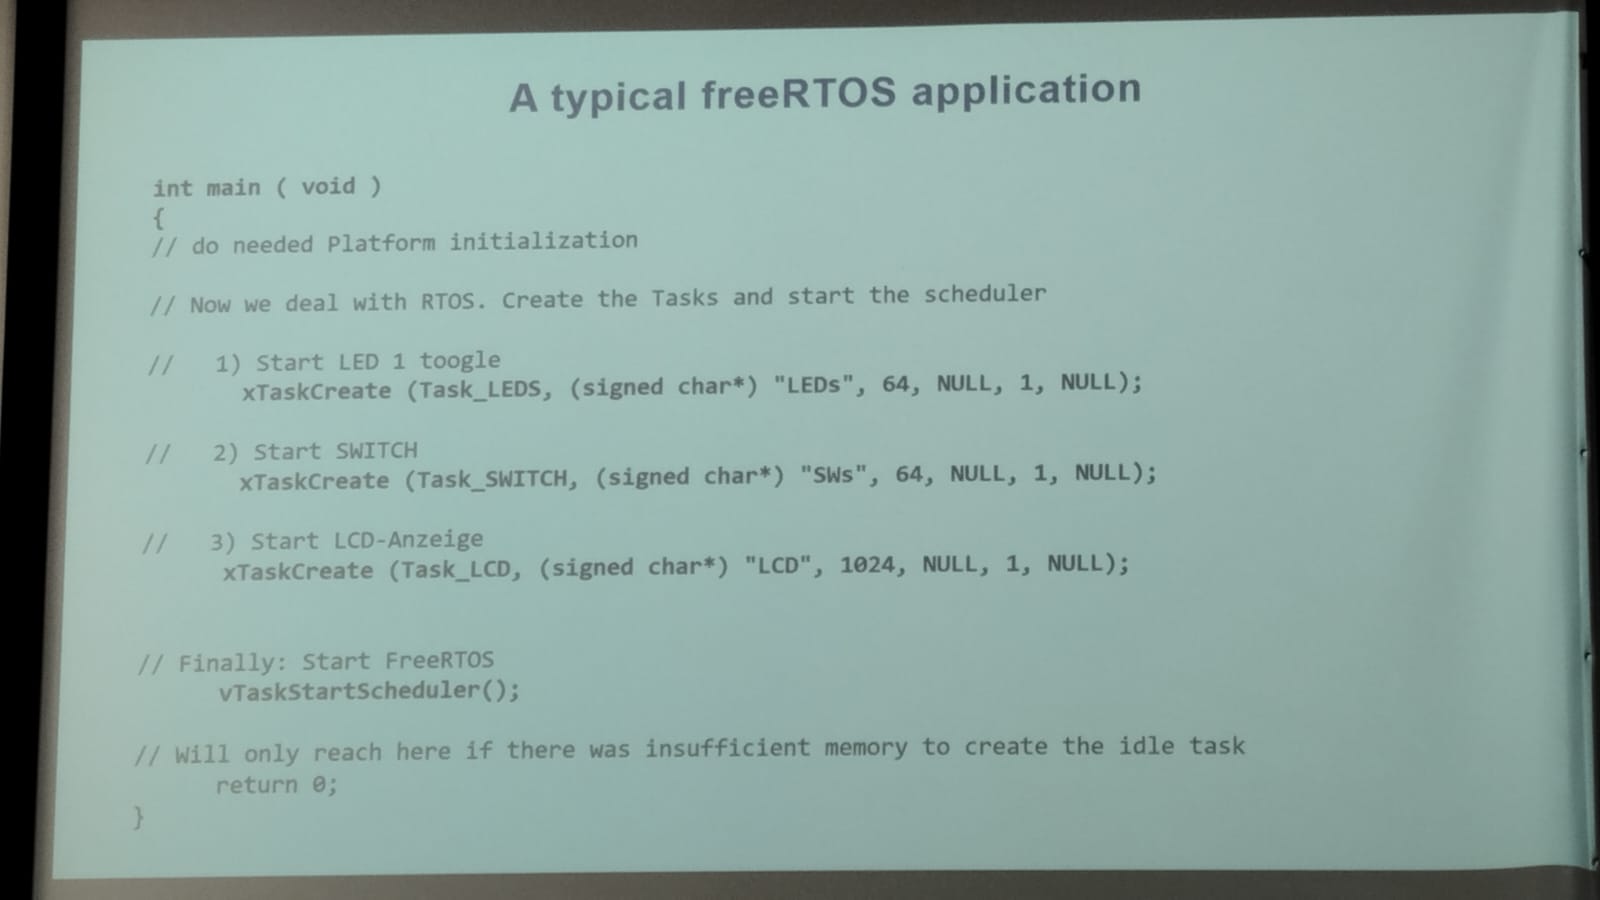 A typical freeRTOS application
int main ( void )
{
// do needed Platform initialization
// Now we deal with RTOS. Create the Tasks and start the scheduler
// 1) Start LED 1 toogle
xTaskCreate (Task_LEDS, (signed char*) "LEDs", 64, NULL, 1, NULL);
// 2) Start SWITCH
xTaskCreate (Task_SWITCH, (signed char*) "SWs", 64, NULL, 1, NULL);
// 3) Start LCD-Anzeige
xTaskCreate (Task_LCD, (signed char*) "LCD", 1024, NULL, 1, NULL);
// Finally: Start FreeRTOS
vTaskStartScheduler();
// Will only reach here if there was insufficient memory to create the idle task
return 0;
}